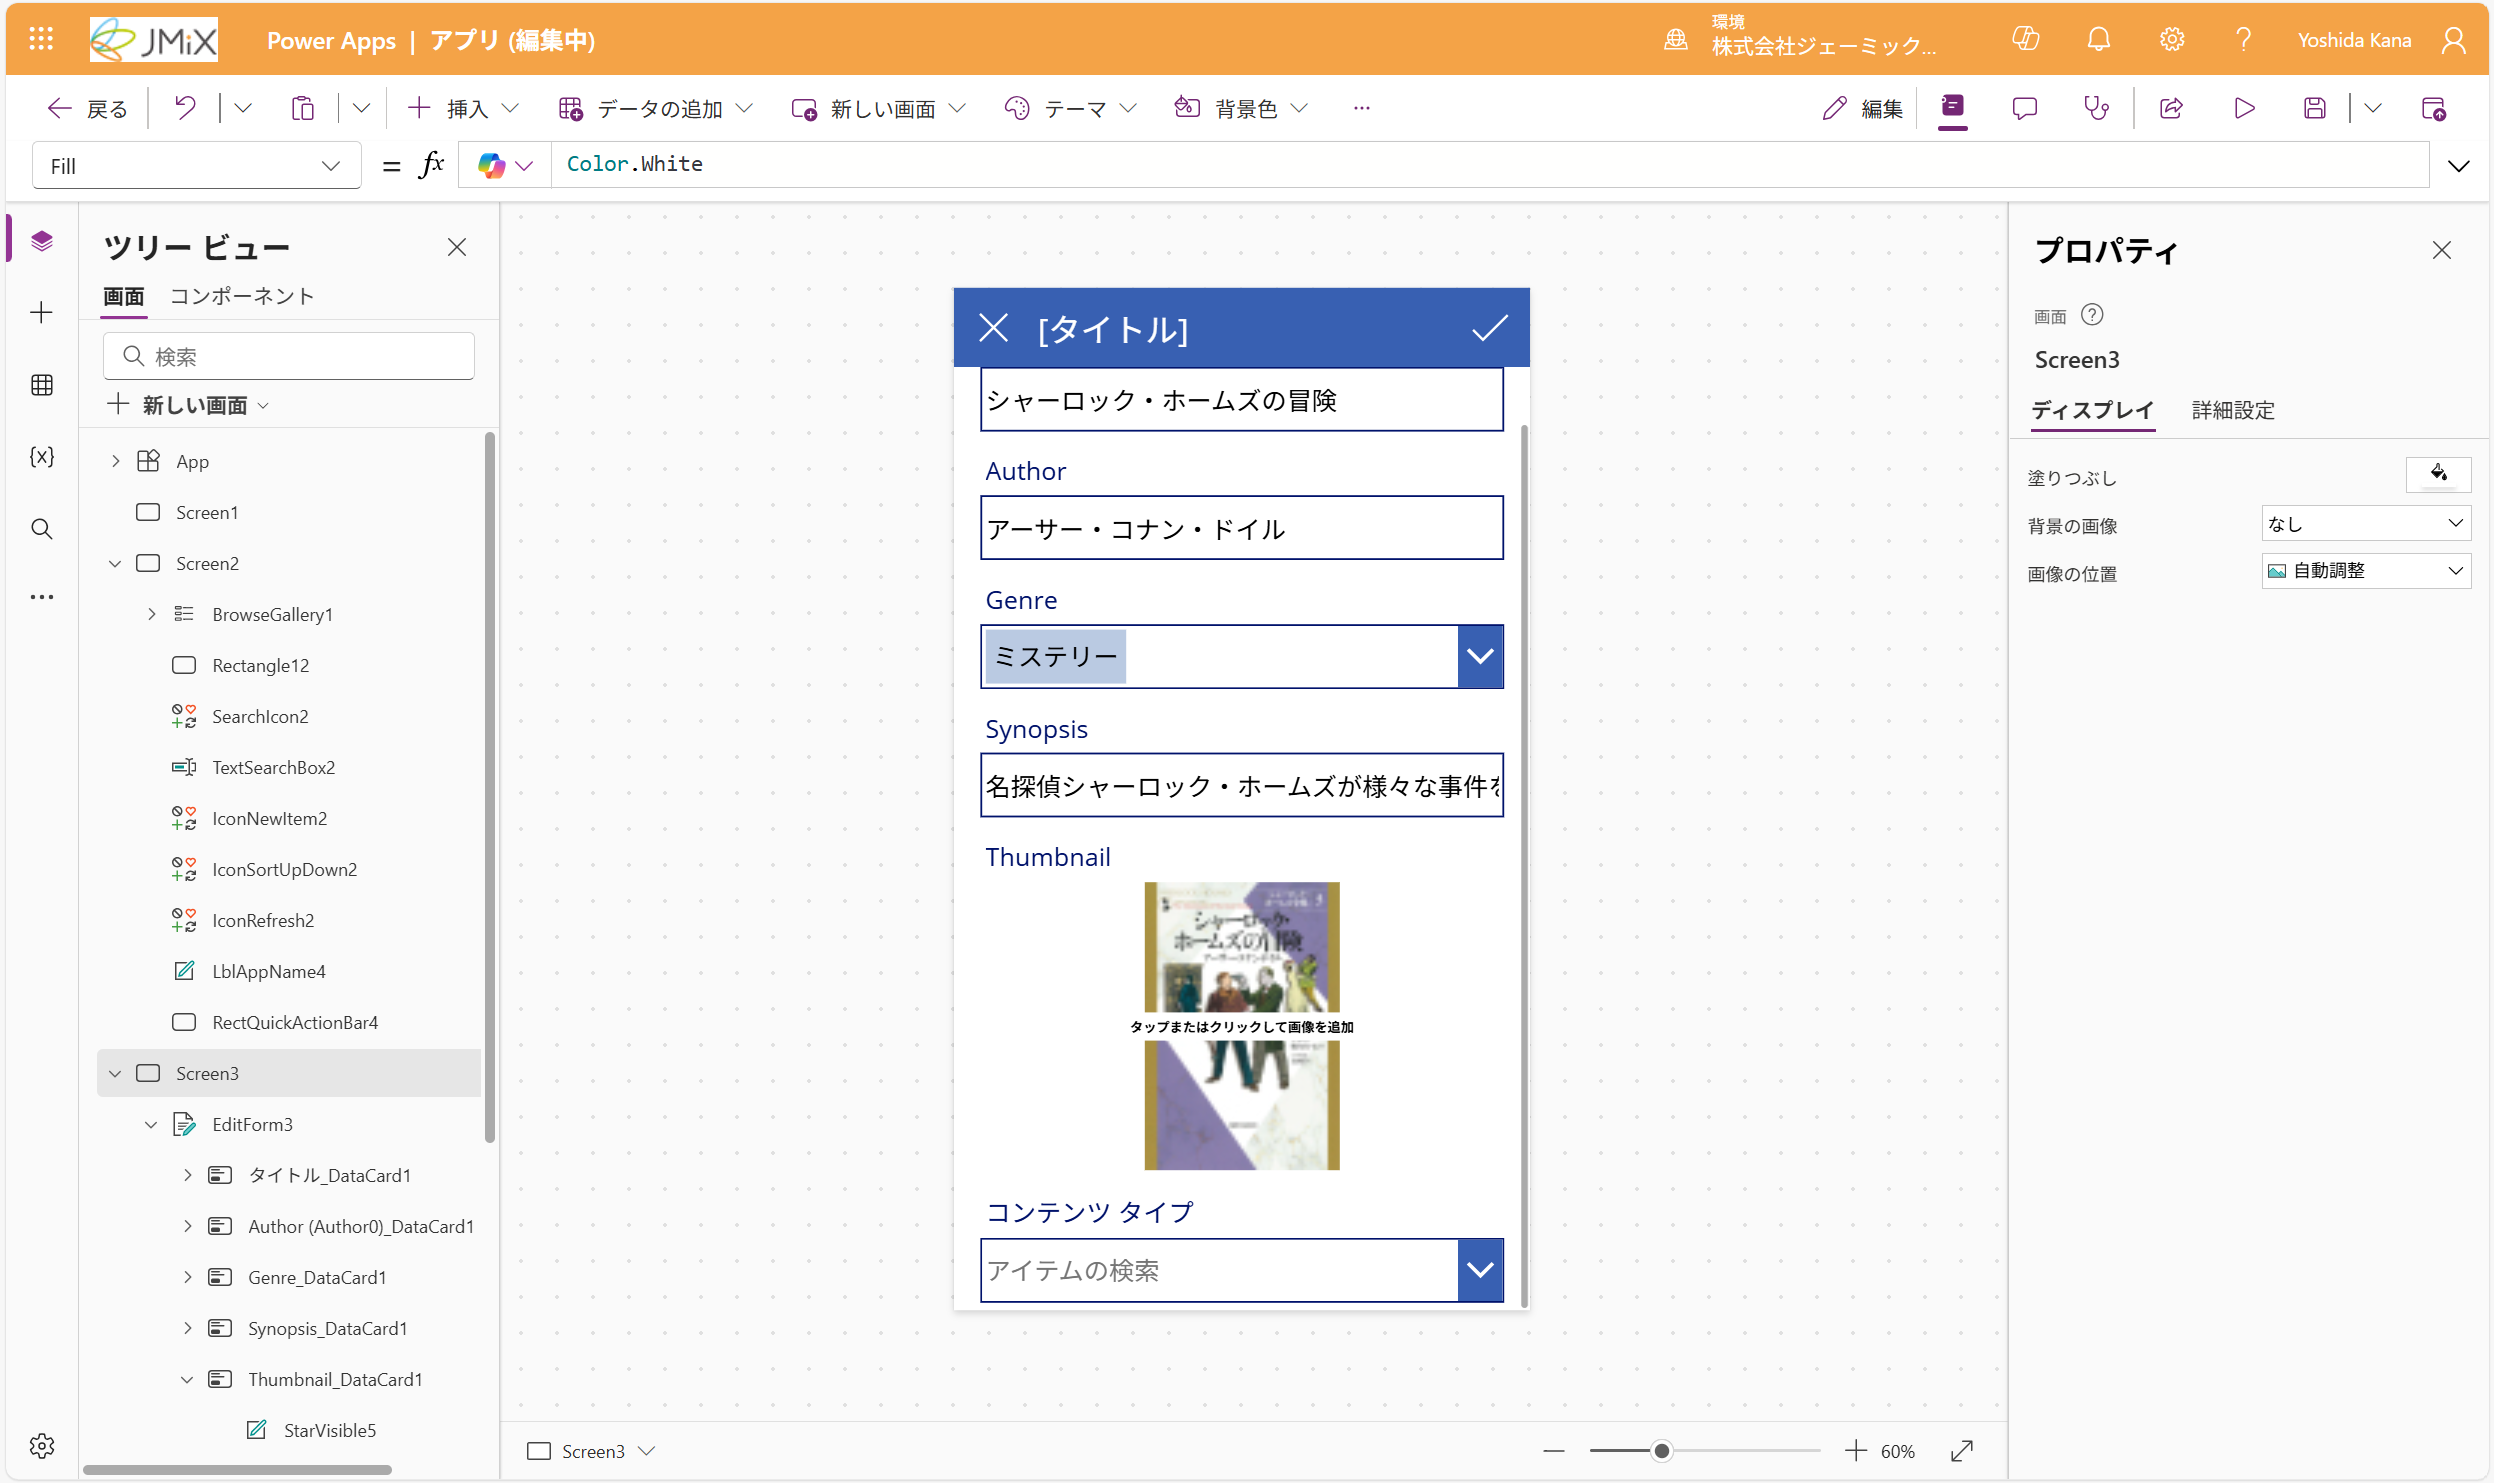 JMiX
Power Apps | アプリ (編集中)
環境
株式会社ジェーミック...
Yoshida Kana
戻る
挿入
データの追加
新しい画面
テーマ
背景色
編集
Fill
= fx
Color.White
ツリー ビュー
画面
コンポーネント
検索
新しい画面
App
Screen1
Screen2
BrowseGallery1
Rectangle12
SearchIcon2
TextSearchBox2
IconNewItem2
IconSortUpDown2
IconRefresh2
LblAppName4
RectQuickActionBar4
Screen3
EditForm3
タイトル_DataCard1
Author (Author0)_DataCard1
Genre_DataCard1
Synopsis_DataCard1
Thumbnail_DataCard1
StarVisible5
[タイトル]
シャーロック・ホームズの冒険
Author
アーサー・コナン・ドイル
Genre
ミステリー
Synopsis
名探偵シャーロック・ホームズが様々な事件を
Thumbnail
シャーロック・
ホームズの冒険
タップまたはクリックして画像を追加
コンテンツ タイプ
アイテムの検索
Screen3
60%
プロパティ
画面
Screen3
ディスプレイ
詳細設定
塗りつぶし
背景の画像
なし
画像の位置
自動調整